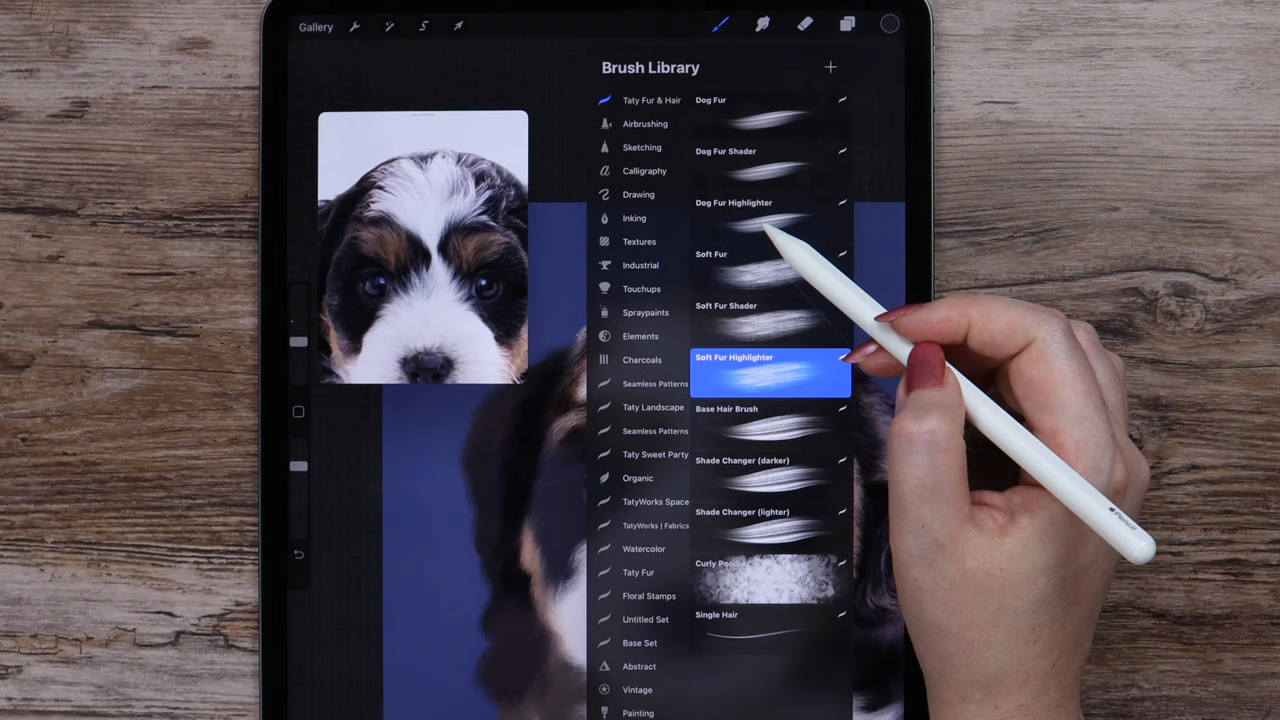 Gallery
Brush Library
Taty Fur & Hair
Airbrushing
Sketching
Calligraphy
Drawing
Inking
Textures
Industrial
Touchups
Spraypaints
Elements
Charcoals
Seamless Patterns
Taty Landscape
Seamless Patterns
Taty Sweet Party
Organic
TatyWorks Space
TatyWorks | Fabrics
Watercolor
Taty Fur
Floral Stamps
Untitled Set
Base Set
Abstract
Vintage
Painting
Dog Fur
Dog Fur Shader
Dog Fur Highlighter
Soft Fur
Soft Fur Shader
Soft Fur Highlighter
Base Hair Brush
Shade Changer (darker)
Shade Changer (lighter)
Curly Poodle
Single Hair
Pencil